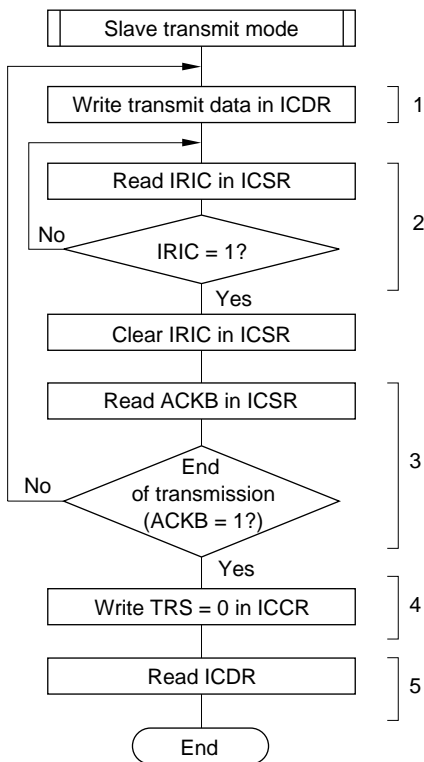 Slave transmit mode
Write transmit data in ICDR
1
Read IRIC in ICSR
2
No
IRIC = 1?
Yes
Clear IRIC in ICSR
Read ACKB in ICSR
3
End
No
of transmission
(ACKB = 1?)
Yes
Write TRS = 0 in ICCR
4
Read ICDR
5
End